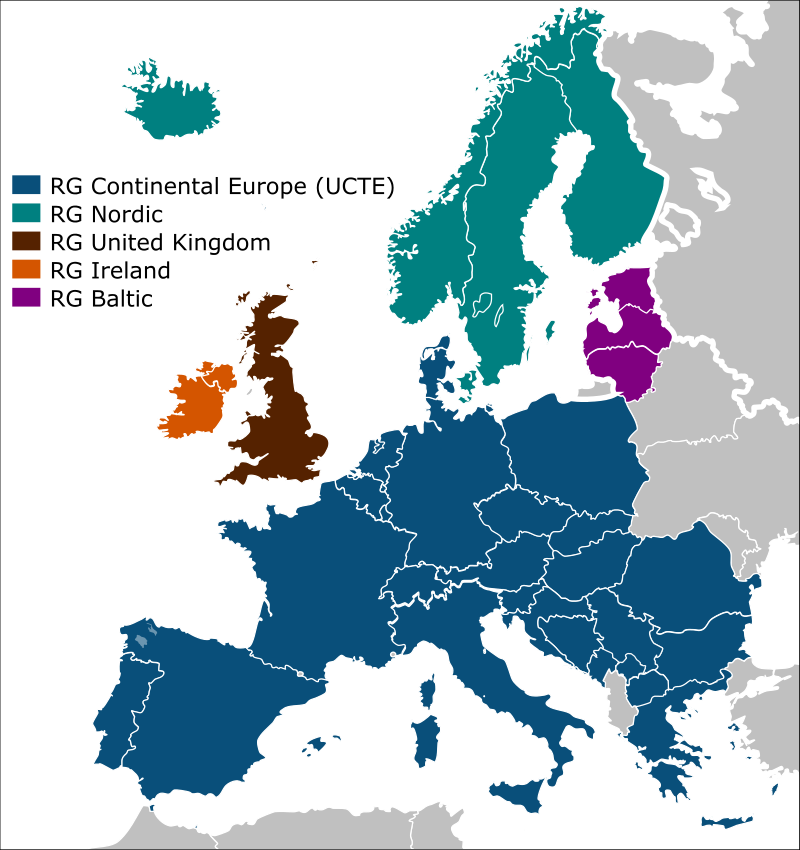 RG Continental Europe (UCTE)
RG Nordic
RG United Kingdom
RG Ireland
RG Baltic